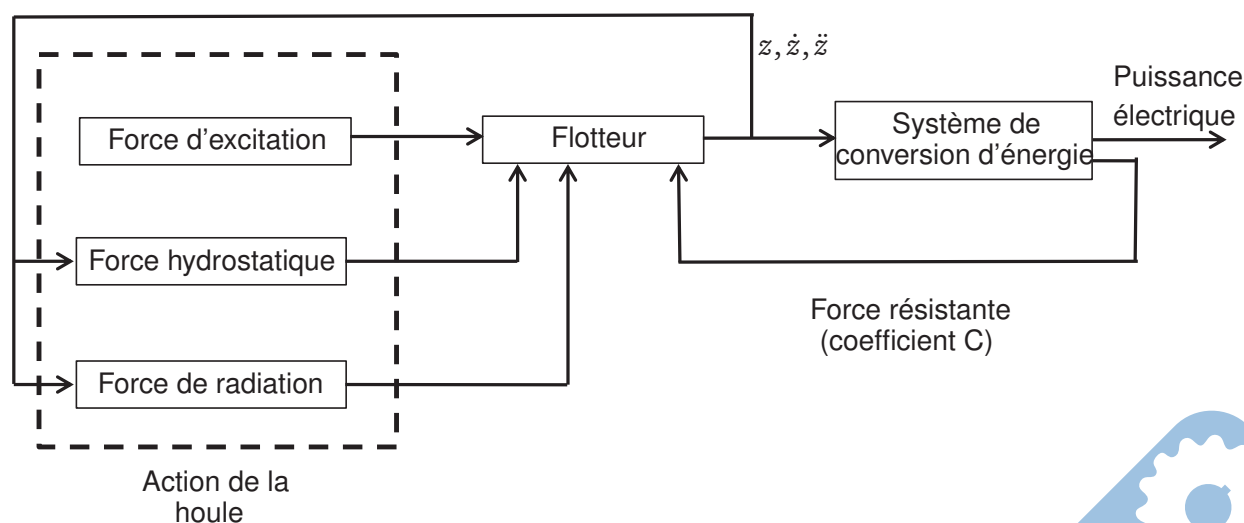 z, ż, z̈
Puissance
électrique
Force d'excitation
Flotteur
Système de
conversion d'énergie
Force hydrostatique
Force résistante
(coefficient C)
Force de radiation
Action de la
houle